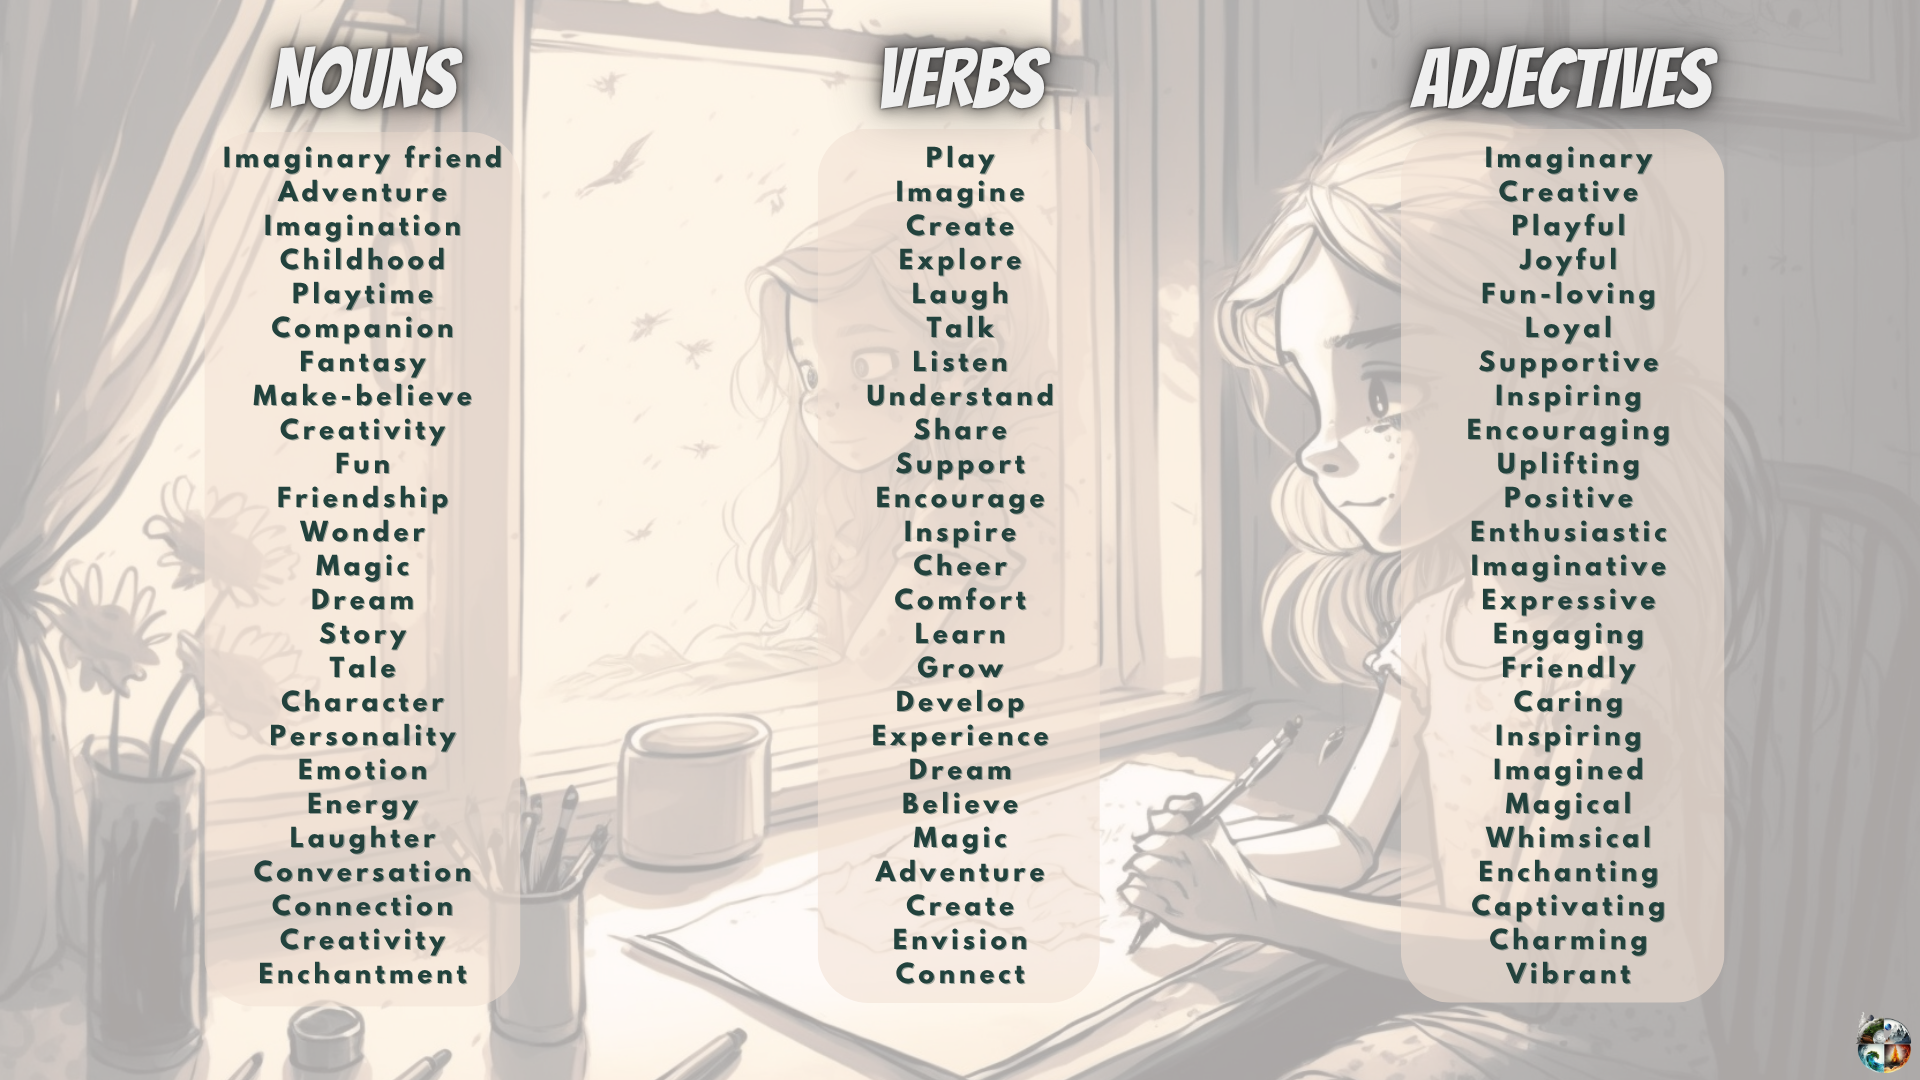 NOUNS
Imaginary friend
Adventure
Imagination
Childhood
Playtime
Companion
Fantasy
Make-believe
Creativity
Fun
Friendship
Wonder
Magic
Dream
Story
Tale
Character
Personality
Emotion
Energy
Laughter
Conversation
Connection
Creativity
Enchantment
VERBS
Play
Imagine
Create
Explore
Laugh
Talk
Listen
Understand
Share
Support
Encourage
Inspire
Cheer
Comfort
Learn
Grow
Develop
Experience
Dream
Believe
Magic
Adventure
Create
Envision
Connect
ADJECTIVES
Imaginary
Creative
Playful
Joyful
Fun-loving
Loyal
Supportive
Inspiring
Encouraging
Uplifting
Positive
Enthusiastic
Imaginative
Expressive
Engaging
Friendly
Caring
Inspiring
Imagined
Magical
Whimsical
Enchanting
Captivating
Charming
Vibrant